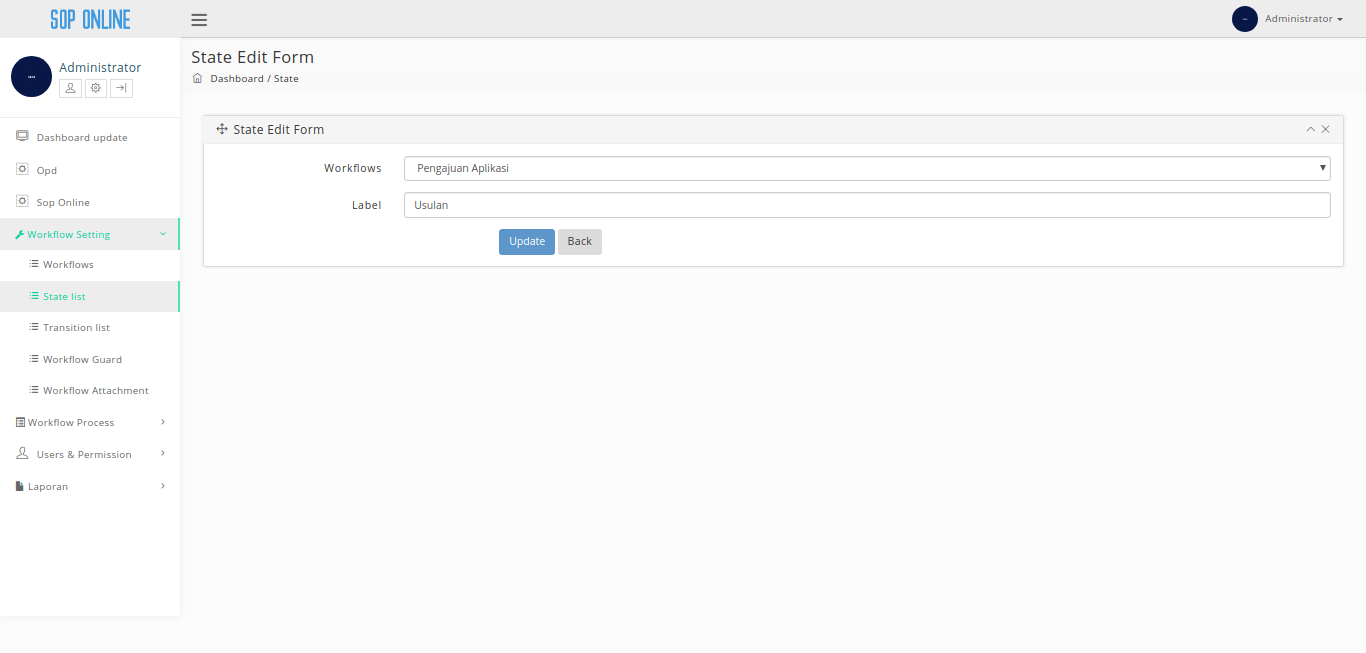 SOP ONLINE
Administrator
Administrator
Dashboard update
Opd
Sop Online
Workflow Setting
Workflows
State list
Transition list
Workflow Guard
Workflow Attachment
Workflow Process
Users & Permission
Laporan
State Edit Form
Dashboard / State
State Edit Form
Workflows Pengajuan Aplikasi
Label Usulan
Update Back